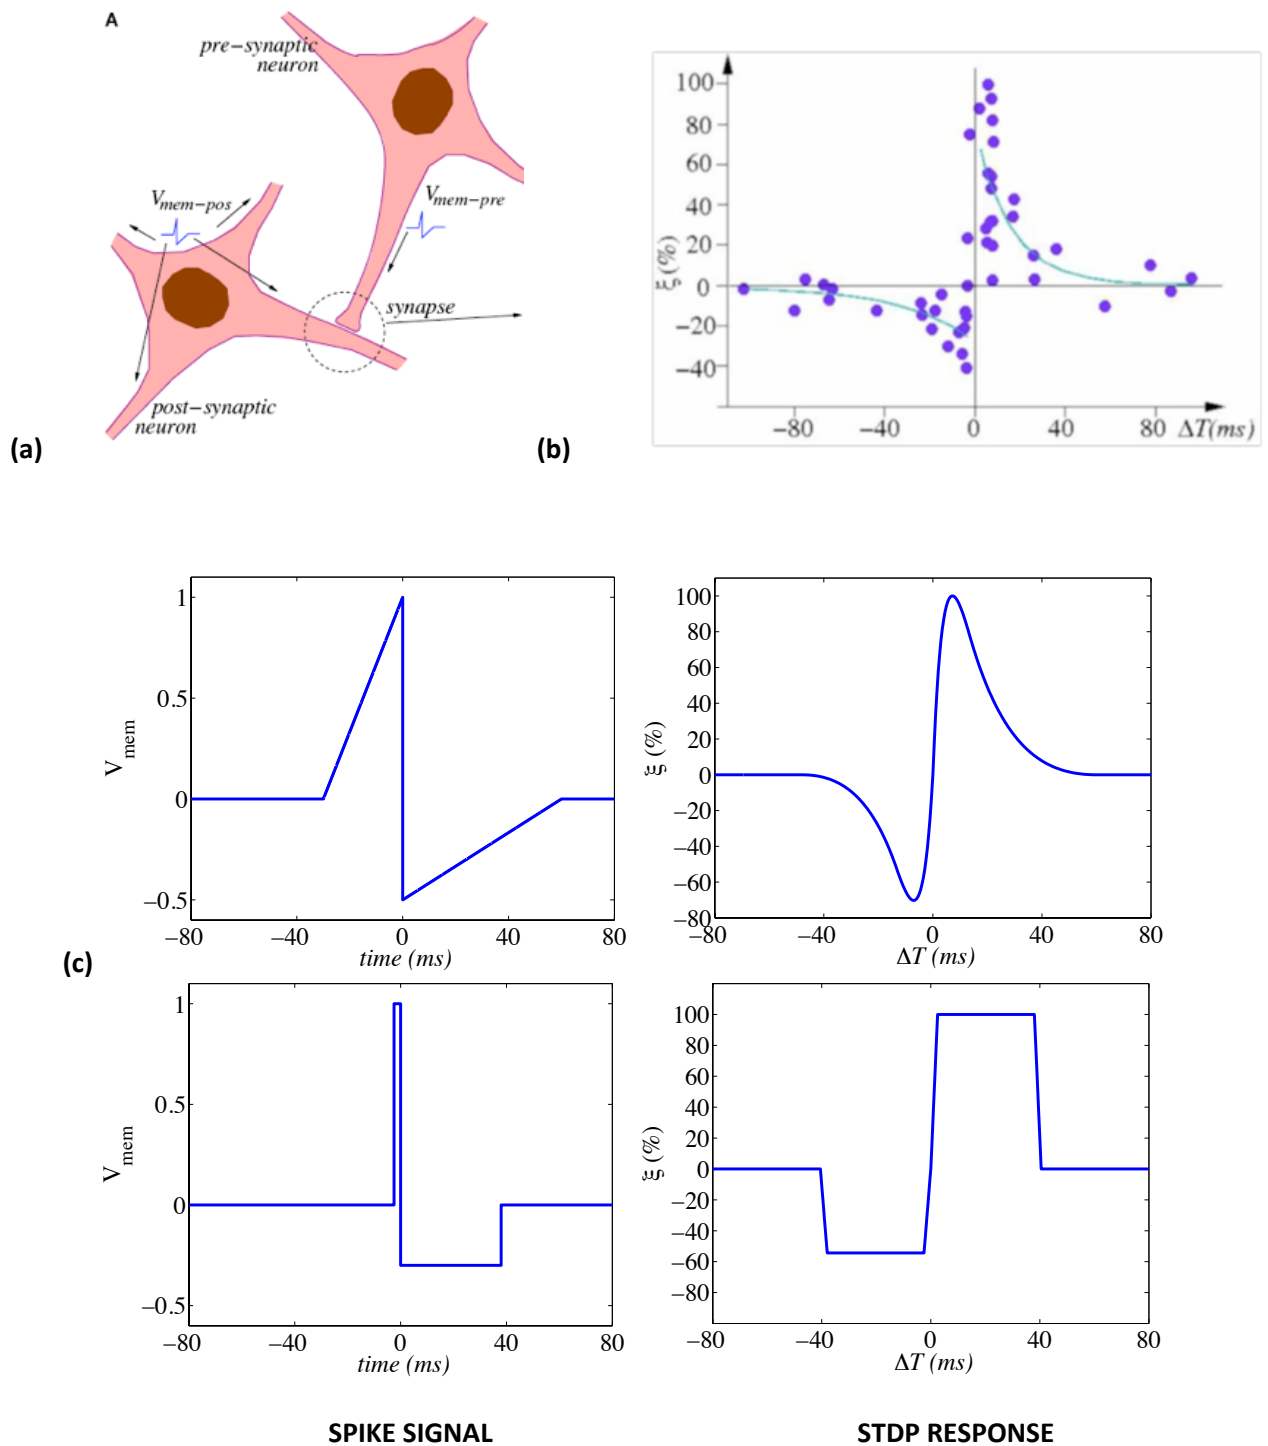 A
pre-synaptic
neuron
V_mem-pos
V_mem-pre
synapse
post-synaptic
neuron
(a)
100
80
60
40
20
0
-20
-40
ξ(%)
-80
-40
0
40
80
ΔT(ms)
(b)
1
0.5
0
-0.5
V_mem
-80
-40
0
40
80
time (ms)
100
80
60
40
20
0
-20
-40
-60
-80
ξ (%)
-80
-40
0
40
80
ΔT (ms)
(c)
1
0.5
0
-0.5
V_mem
-80
-40
0
40
80
time (ms)
100
80
60
40
20
0
-20
-40
-60
-80
ξ (%)
-80
-40
0
40
80
ΔT (ms)
SPIKE SIGNAL
STDP RESPONSE